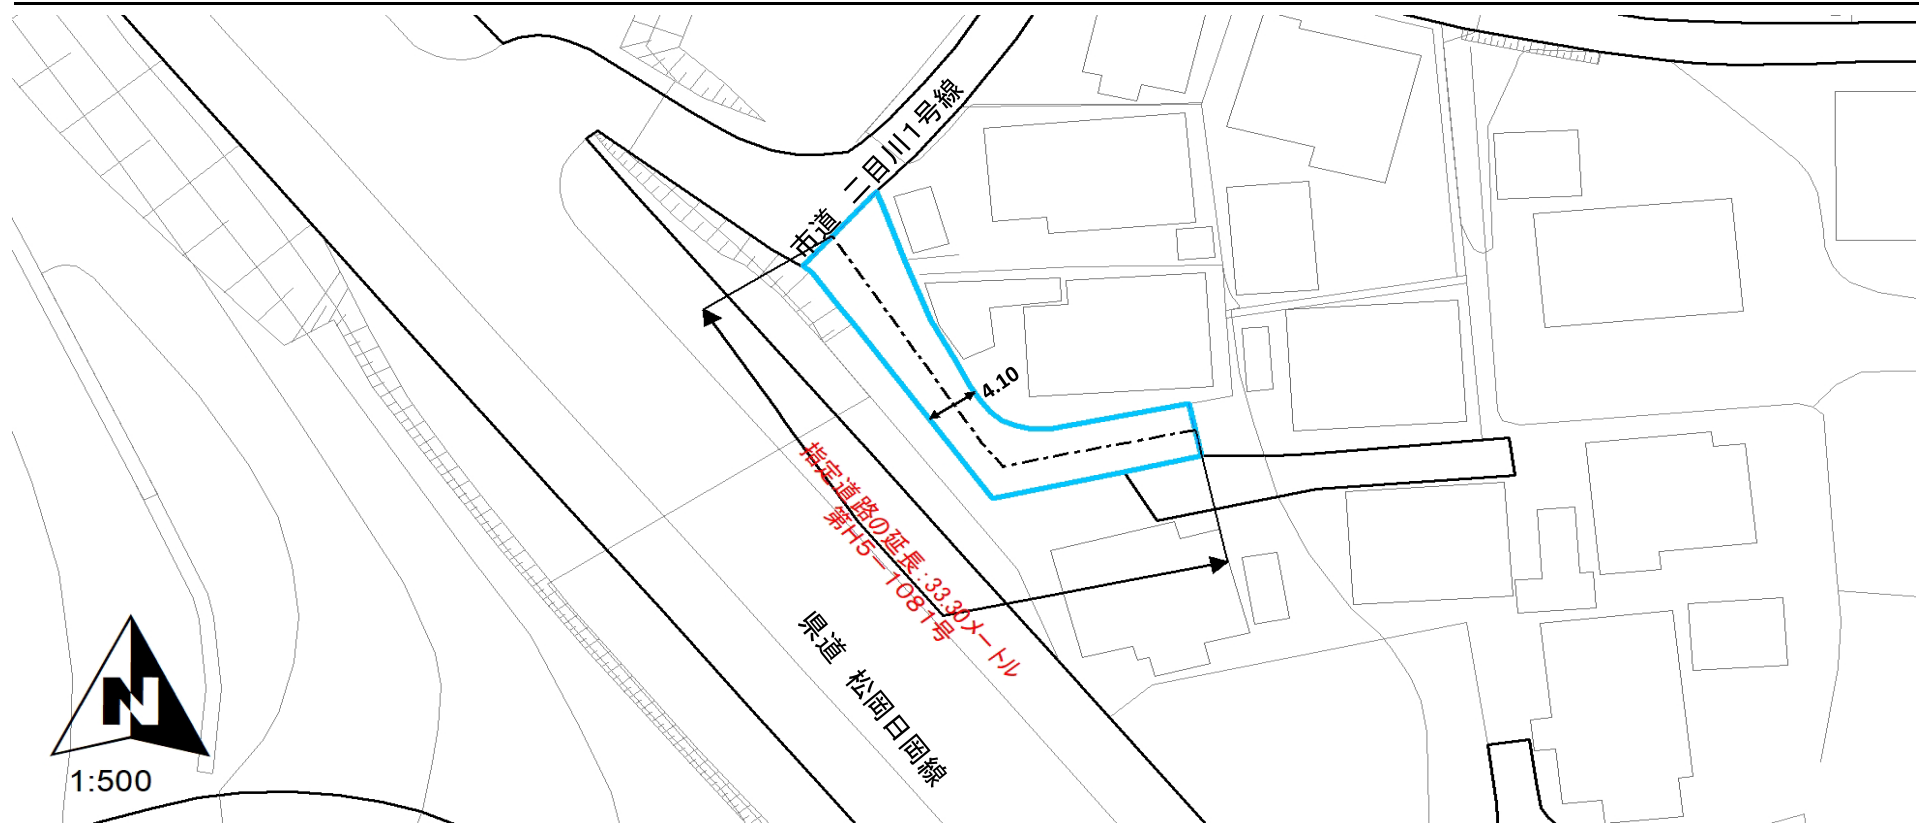 市道 二目川1号線
4.10
指定道路の延長:33.30メートル
第H5-1081号
県道 松岡日岡線
N
1:500